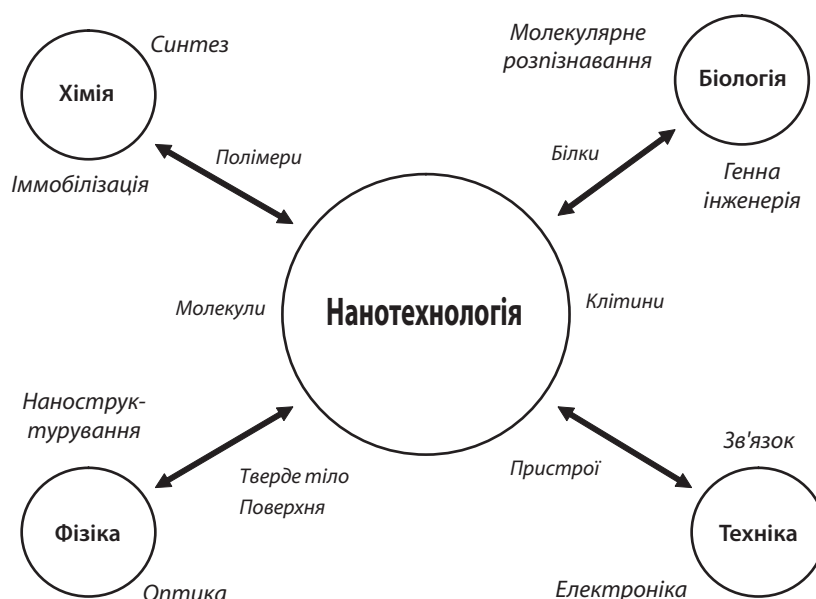 Синтез
Молекулярне
розпізнавання
Хімія
Біологія
Полімери
Білки
Іммобілізація
Генна
інженерія
Молекули
Нанотехнологія
Клітини
Нанострук-
турування
Зв'язок
Тверде тіло
Поверхня
Пристрої
Фізіка
Техніка
Оптика
Електроніка